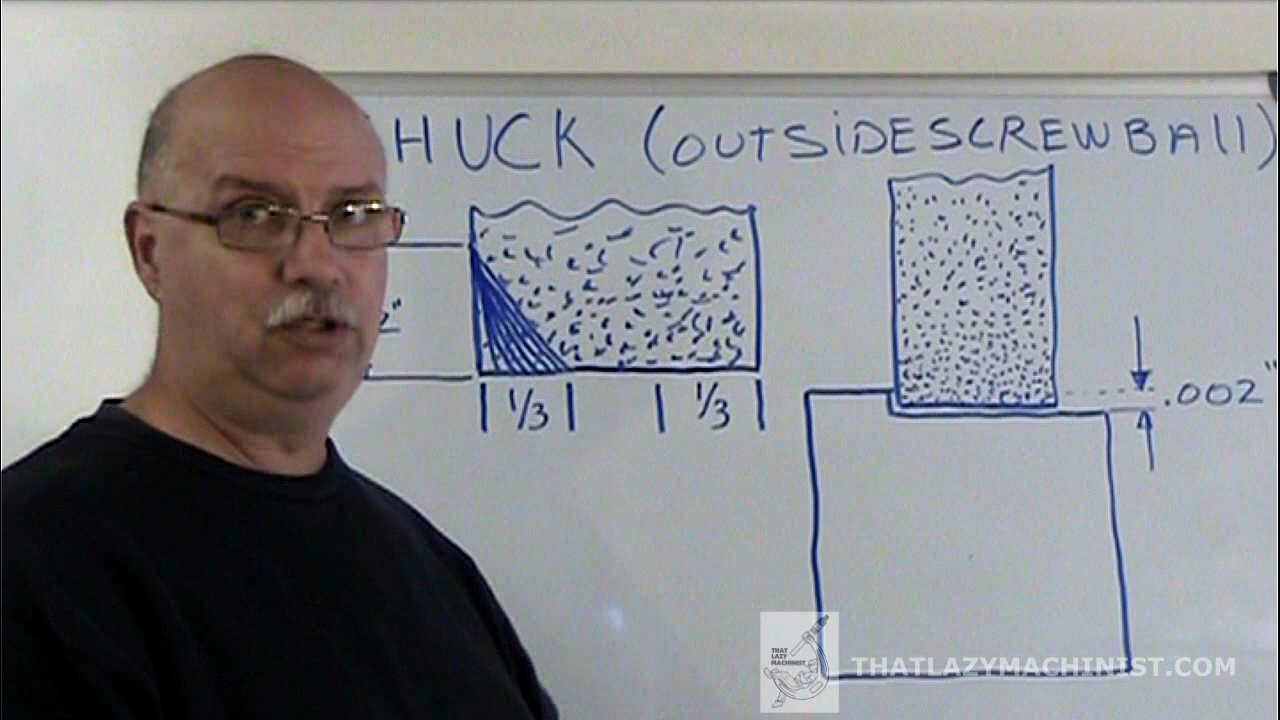 HUCK (OUTSIDESCREWBALL)
1/3 1/3
.002"
THAT
LAZY
MACHINIST
THATLAZYMACHINIST.COM